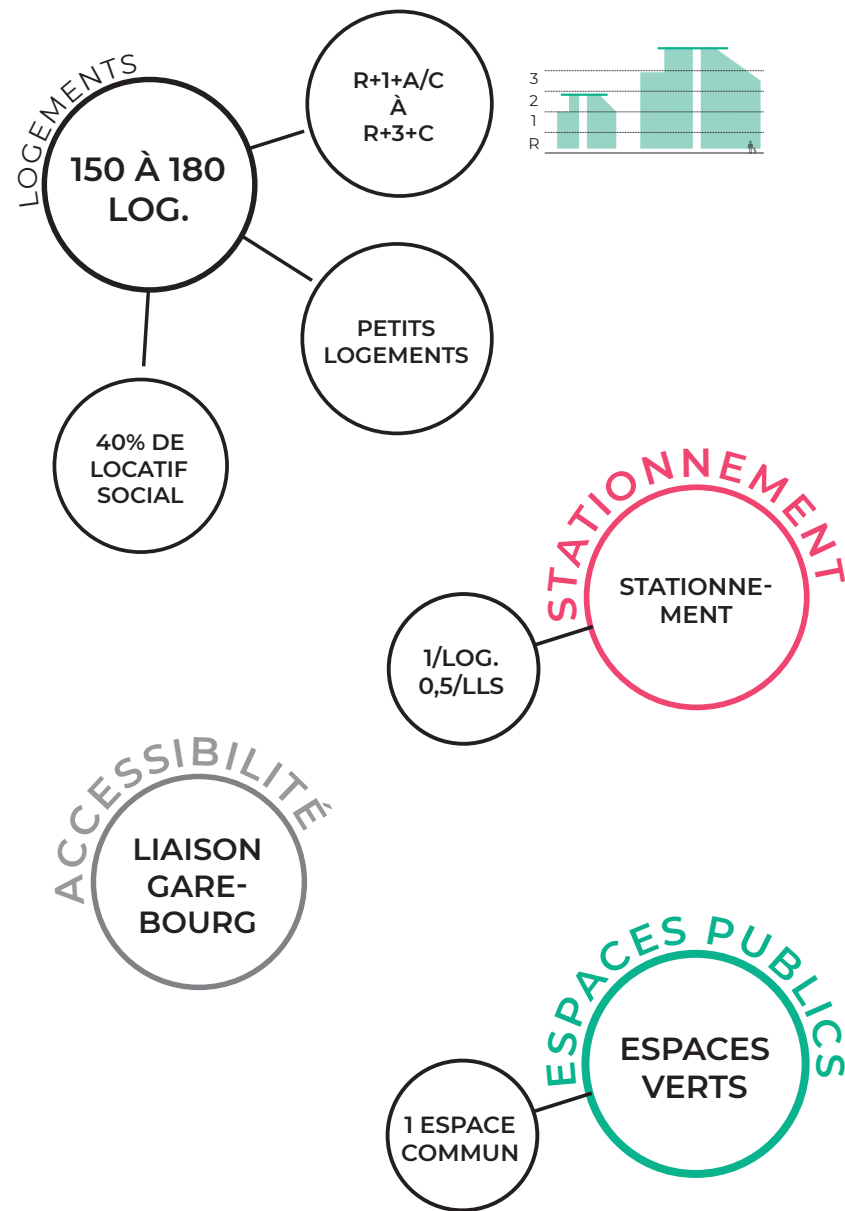 LOGEMENTS
150 À 180
LOG.
R+1+A/C
À
R+3+C
3
2
1
R
PETITS
LOGEMENTS
40% DE
LOCATIF
SOCIAL
STATIONNEMENT
STATIONNE-
MENT
1/LOG.
0,5/LLS
ACCESSIBILITÉ
LIAISON
GARE-
BOURG
ESPACES PUBLICS
ESPACES
VERTS
1 ESPACE
COMMUN